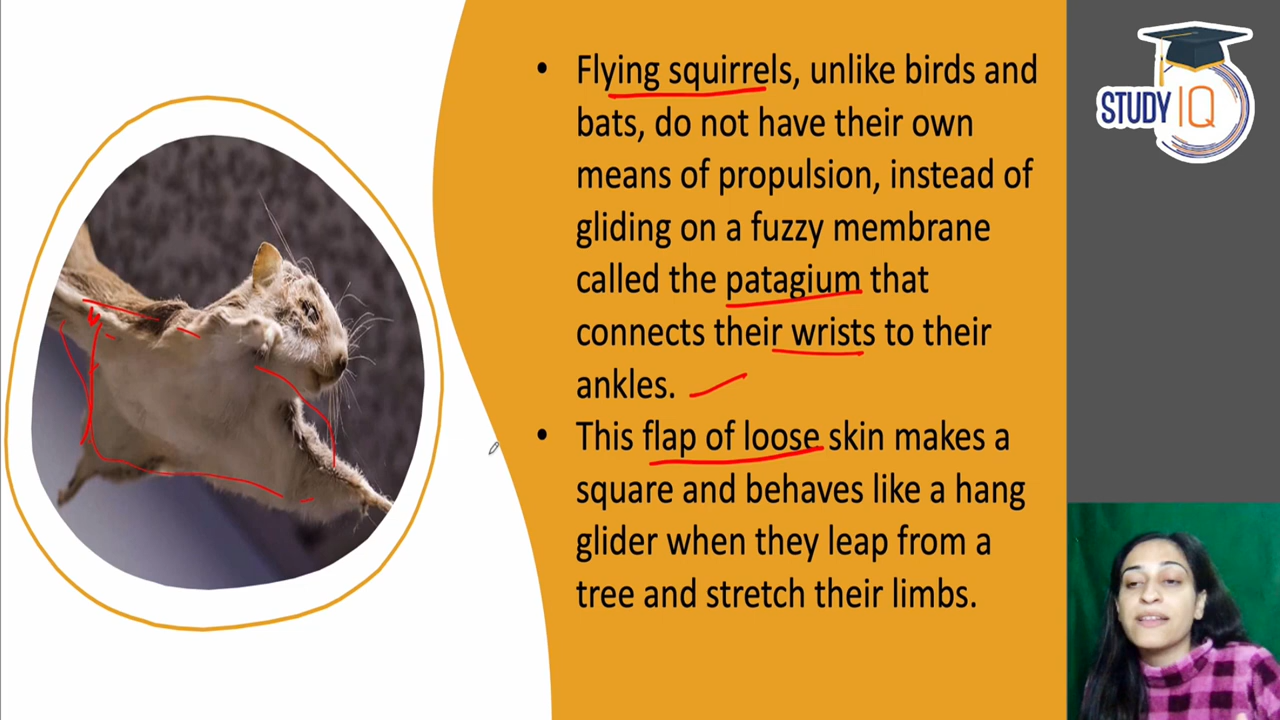 • Flying squirrels, unlike birds and
bats, do not have their own
means of propulsion, instead of
gliding on a fuzzy membrane
called the patagium that
connects their wrists to their
ankles.
• This flap of loose skin makes a
square and behaves like a hang
glider when they leap from a
tree and stretch their limbs.
STUDY IQ